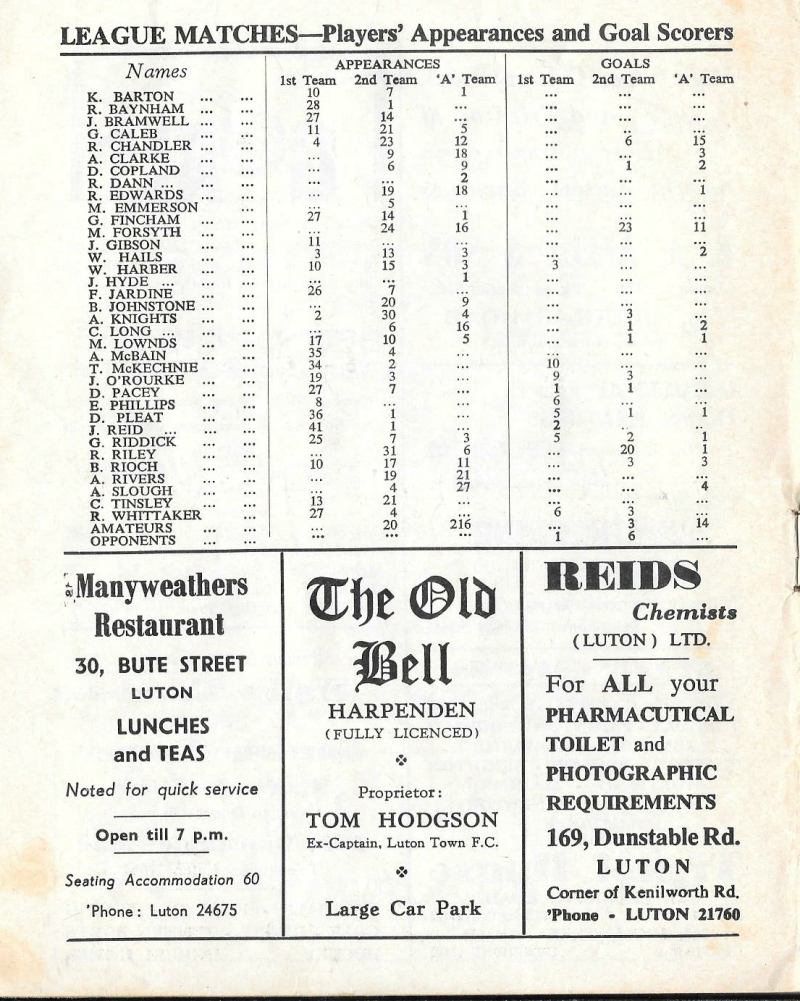 LEAGUE MATCHES—Players' Appearances and Goal Scorers
Names APPEARANCES GOALS
1st Team 2nd Team 'A' Team 1st Team 2nd Team 'A' Team
K. BARTON ... ... 10 7 1 ... ... ...
R. BAYNHAM ... ... 28 1 ... ... ... ...
J. BRAMWELL ... ... 27 14 ... ... ... ...
G. CALEB ... ... 11 21 5 ... .. ...
R. CHANDLER ... ... 4 23 12 ... 6 15
A. CLARKE ... ... ... 9 18 ... ... 3
D. COPLAND ... ... ... 6 9 ... 1 2
R. DANN ... ... ... ... 2 ... ... ...
R. EDWARDS ... ... ... 19 18 ... ... 1
M. EMMERSON ... ... ... 5 ... ... ... ...
G. FINCHAM ... ... 27 14 1 ... ... ...
M. FORSYTH ... ... ... 24 16 ... 23 11
J. GIBSON ... ... 11 ... ... ... ... ...
W. HAILS ... ... 3 13 3 ... ... 2
W. HARBER ... ... 10 15 3 3 ... ...
J. HYDE ... ... ... ... 1 ... ... ...
F. JARDINE ... ... 26 7 ... ... ... ...
B. JOHNSTONE ... ... ... 20 9 ... ... ...
A. KNIGHTS ... ... 2 30 4 ... 3 ...
C. LONG ... ... ... 6 16 ... 1 2
M. LOWNDS ... ... 17 10 5 ... 1 1
A. McBAIN ... ... 35 4 ... ... ... ...
T. McKECHNIE ... ... 34 2 ... 10 ... ...
J. O'ROURKE ... ... 19 3 ... 9 3 ...
D. PACEY ... ... 27 7 ... 1 1 ...
E. PHILLIPS ... ... 8 ... ... 6 ... ...
D. PLEAT ... ... 36 1 ... 5 1 1
J. REID ... ... 41 1 ... 2 ... ...
G. RIDDICK ... ... 25 7 3 5 2 1
R. RILEY ... ... ... 31 6 ... 20 1
B. RIOCH ... ... 10 17 11 ... 3 3
A. RIVERS ... ... ... 19 21 ... ... ...
A. SLOUGH ... ... ... 4 27 ... ... 4
C. TINSLEY ... ... 13 21 ... ... ... ...
R. WHITTAKER ... ... 27 4 ... 6 3 ...
AMATEURS ... ... ... 20 216 ... 3 14
OPPONENTS ... ... ... ... ... 1 6 ...
Manyweathers
Restaurant
30, BUTE STREET
LUTON
LUNCHES
and TEAS
Noted for quick service
Open till 7 p.m.
Seating Accommodation 60
'Phone: Luton 24675
The Old
Bell
HARPENDEN
(FULLY LICENCED)
Proprietor:
TOM HODGSON
Ex-Captain, Luton Town F.C.
Large Car Park
REIDS
Chemists
(LUTON) LTD.
For ALL your
PHARMACUTICAL
TOILET and
PHOTOGRAPHIC
REQUIREMENTS
169, Dunstable Rd.
LUTON
Corner of Kenilworth Rd.
'Phone - LUTON 21760